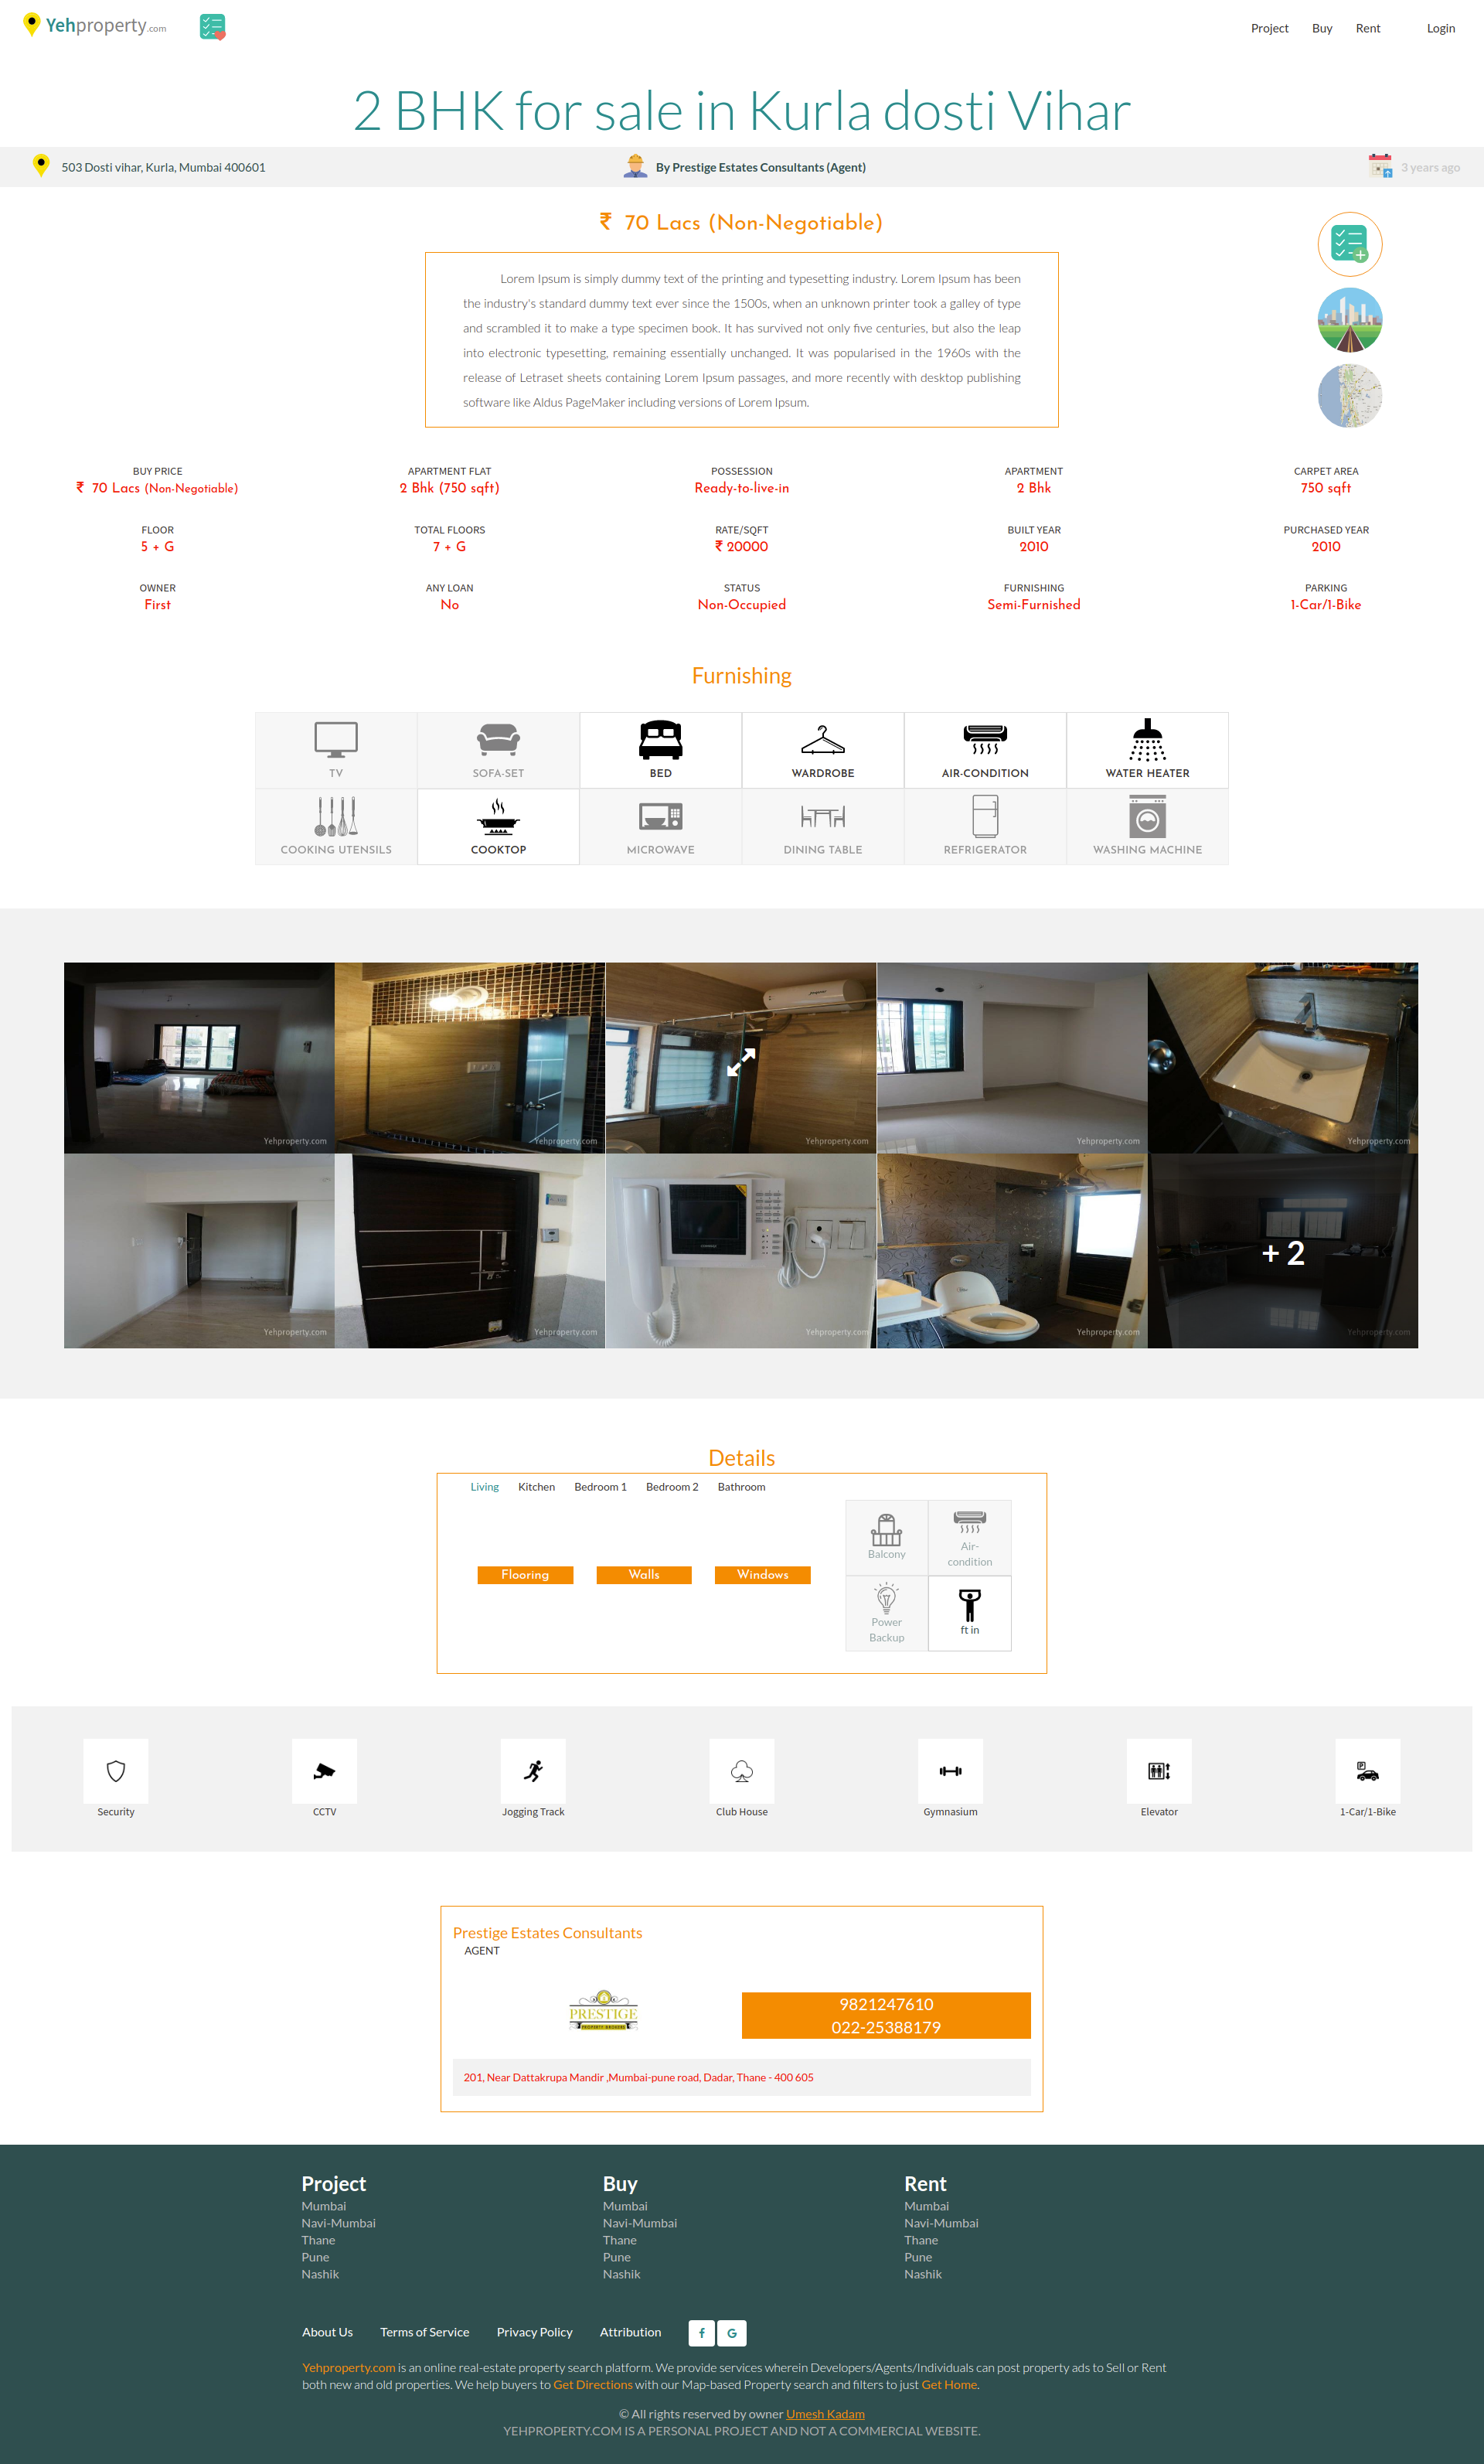 Yehproperty.com
Project Buy Rent Login
2 BHK for sale in Kurla dosti Vihar
503 Dosti vihar, Kurla, Mumbai 400601
By Prestige Estates Consultants (Agent)
3 years ago
₹ 70 Lacs (Non-Negotiable)
Lorem Ipsum is simply dummy text of the printing and typesetting industry. Lorem Ipsum has been
the industry's standard dummy text ever since the 1500s, when an unknown printer took a galley of type
and scrambled it to make a type specimen book. It has survived not only five centuries, but also the leap
into electronic typesetting, remaining essentially unchanged. It was popularised in the 1960s with the
release of Letraset sheets containing Lorem Ipsum passages, and more recently with desktop publishing
software like Aldus PageMaker including versions of Lorem Ipsum.
BUY PRICE APARTMENT FLAT POSSESSION APARTMENT CARPET AREA
₹ 70 Lacs (Non-Negotiable) 2 Bhk (750 sqft) Ready-to-live-in 2 Bhk 750 sqft
FLOOR TOTAL FLOORS RATE/SQFT BUILT YEAR PURCHASED YEAR
5 + G 7 + G ₹ 20000 2010 2010
OWNER ANY LOAN STATUS FURNISHING PARKING
First No Non-Occupied Semi-Furnished 1-Car/1-Bike
Furnishing
TV SOFA-SET BED WARDROBE AIR-CONDITION WATER HEATER
COOKING UTENSILS COOKTOP MICROWAVE DINING TABLE REFRIGERATOR WASHING MACHINE
Yehproperty.com Yehproperty.com Yehproperty.com Yehproperty.com Yehproperty.com
+ 2
Yehproperty.com Yehproperty.com Yehproperty.com Yehproperty.com Yehproperty.com
Details
Living Kitchen Bedroom 1 Bedroom 2 Bathroom
Flooring Walls Windows
Balcony
Air-
condition
Power
Backup
ft in
Security CCTV Jogging Track Club House Gymnasium Elevator 1-Car/1-Bike
Prestige Estates Consultants
AGENT
PRESTIGE
PROPERTY BROKERS
9821247610
022-25388179
201, Near Dattakrupa Mandir ,Mumbai-pune road, Dadar, Thane - 400 605
Project Buy Rent
Mumbai Mumbai Mumbai
Navi-Mumbai Navi-Mumbai Navi-Mumbai
Thane Thane Thane
Pune Pune Pune
Nashik Nashik Nashik
About Us Terms of Service Privacy Policy Attribution f G
Yehproperty.com is an online real-estate property search platform. We provide services wherein Developers/Agents/Individuals can post property ads to Sell or Rent
both new and old properties. We help buyers to Get Directions with our Map-based Property search and filters to just Get Home.
© All rights reserved by owner Umesh Kadam
YEHPROPERTY.COM IS A PERSONAL PROJECT AND NOT A COMMERCIAL WEBSITE.